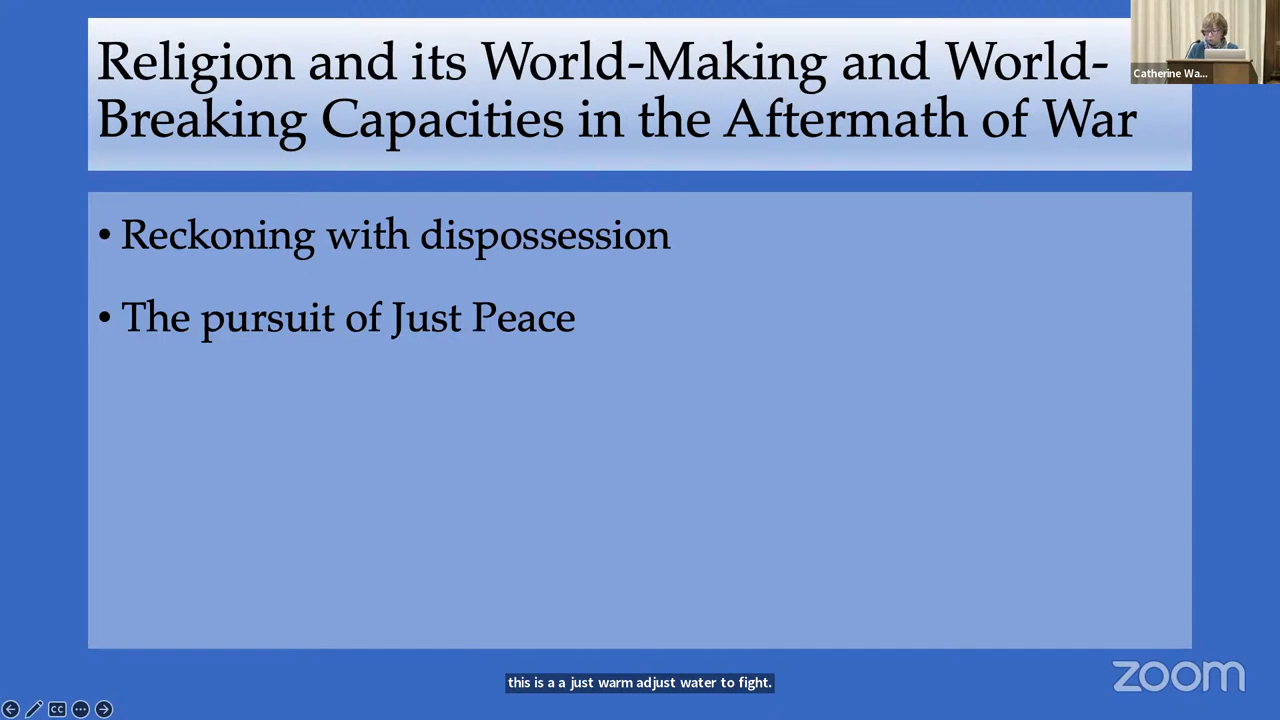 Religion and its World-Making and World-
Breaking Capacities in the Aftermath of War
Catherine Wa...
• Reckoning with dispossession
• The pursuit of Just Peace
this is a a just warm adjust water to fight.
zoom
CC